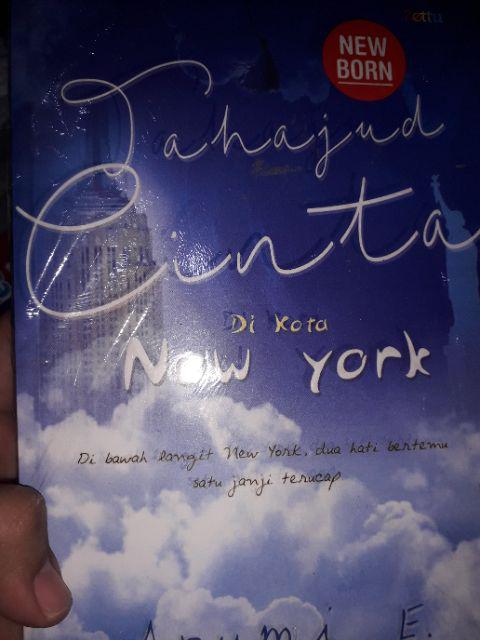 NEW
BORN
Tahajud
Cinta
Di Kota
New York
Di bawah langit New York, dua hati bertemu
satu janji terucap